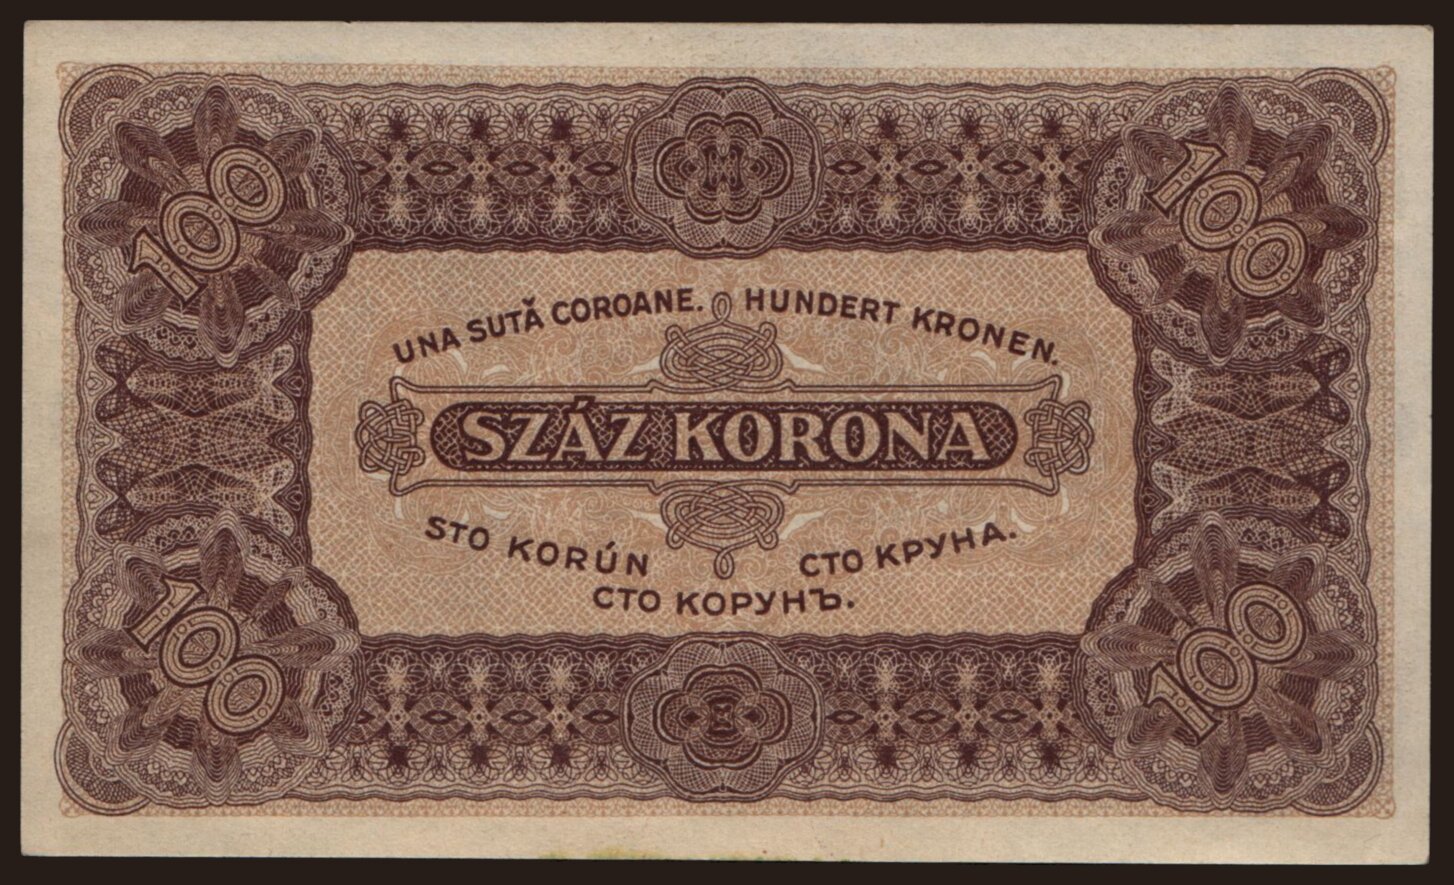 100 100
UNA SUTĂ COROANE. HUNDERT KRONEN.
SZÁZ KORONA
STO KORÚN СТО КРУНА.
СТО КОРУНЪ.
100 100